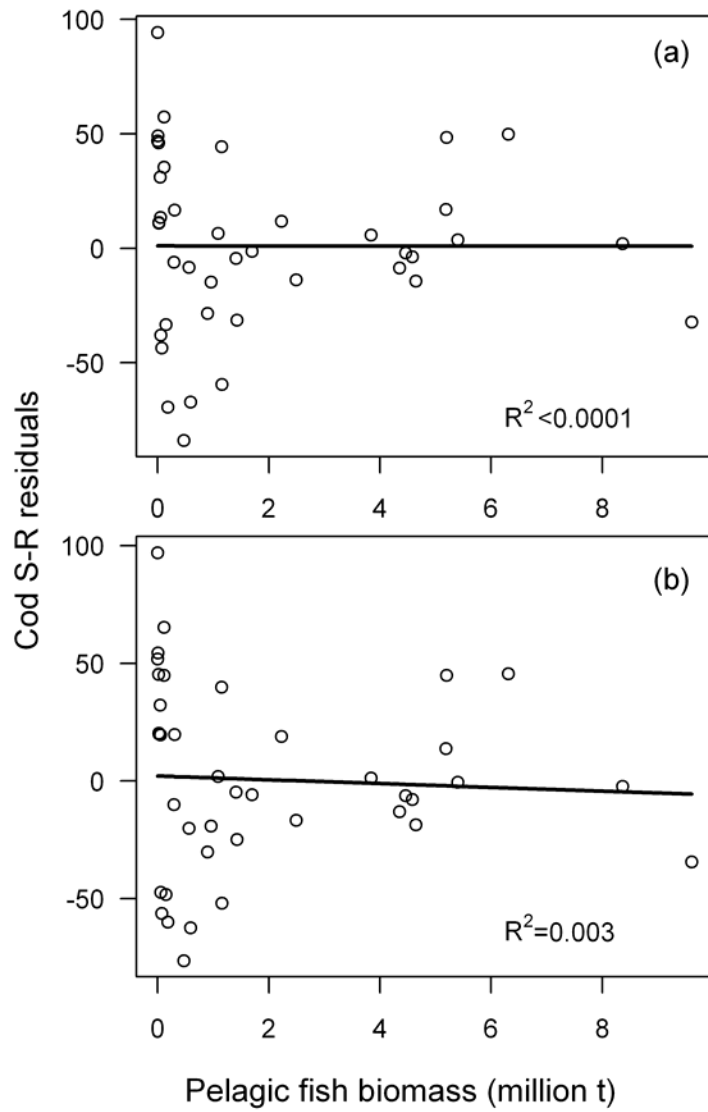 100
(a)
50
0
-50
R² <0.0001
0 2 4 6 8
Cod S-R residuals
100
(b)
50
0
-50
R²=0.003
0 2 4 6 8
Pelagic fish biomass (million t)